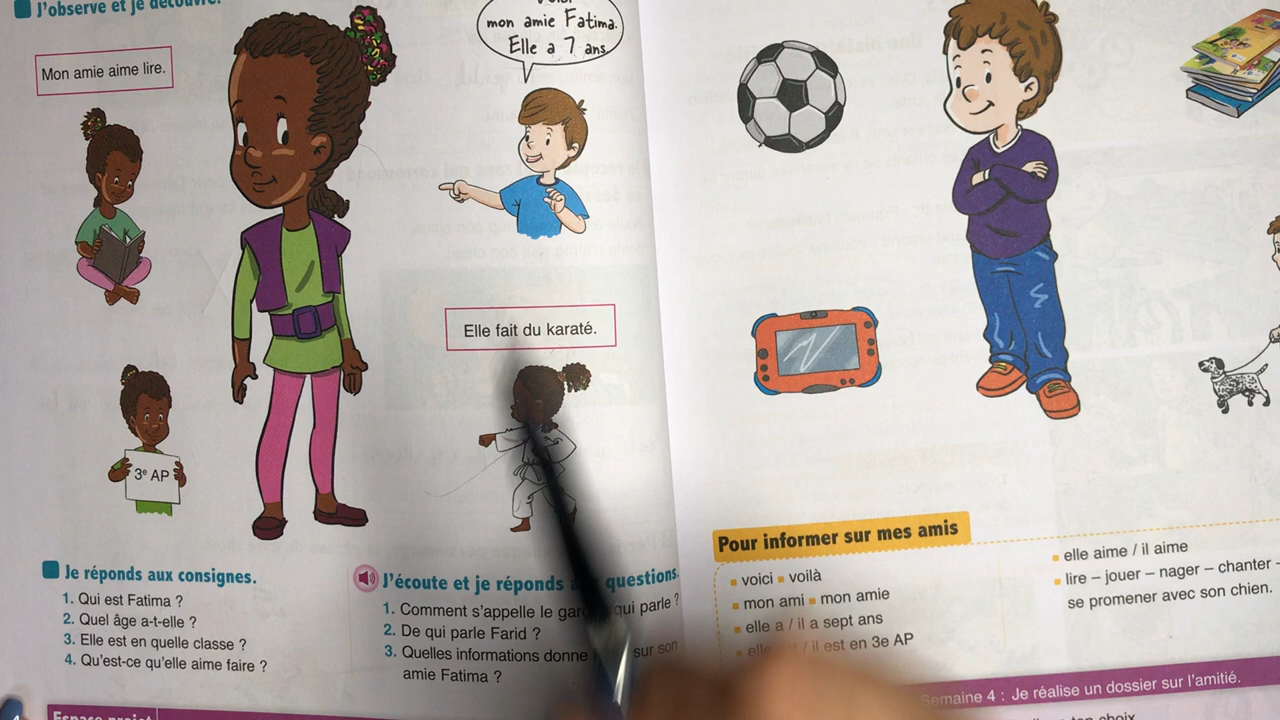 J'observe et je découvre.
Mon amie aime lire.
mon amie Fatima.
Elle a 7 ans
Elle fait du karaté.
3e AP
Je réponds aux consignes.
1. Qui est Fatima ?
2. Quel âge a-t-elle ?
3. Elle est en quelle classe ?
4. Qu'est-ce qu'elle aime faire ?
J'écoute et je réponds questions.
1. Comment s'appelle le qui parle ?
2. De qui parle Farid ?
3. Quelles informations donne sur son
amie Fatima ?
Pour informer sur mes amis
voici ▪ voilà
mon ami ▪ mon amie
elle a / il a sept ans
/ il est en 3e AP
elle aime / il aime
lire – jouer – nager – chanter –
se promener avec son chien.
Semaine 4 : Je réalise un dossier sur l'amitié.
Espace projet
choix